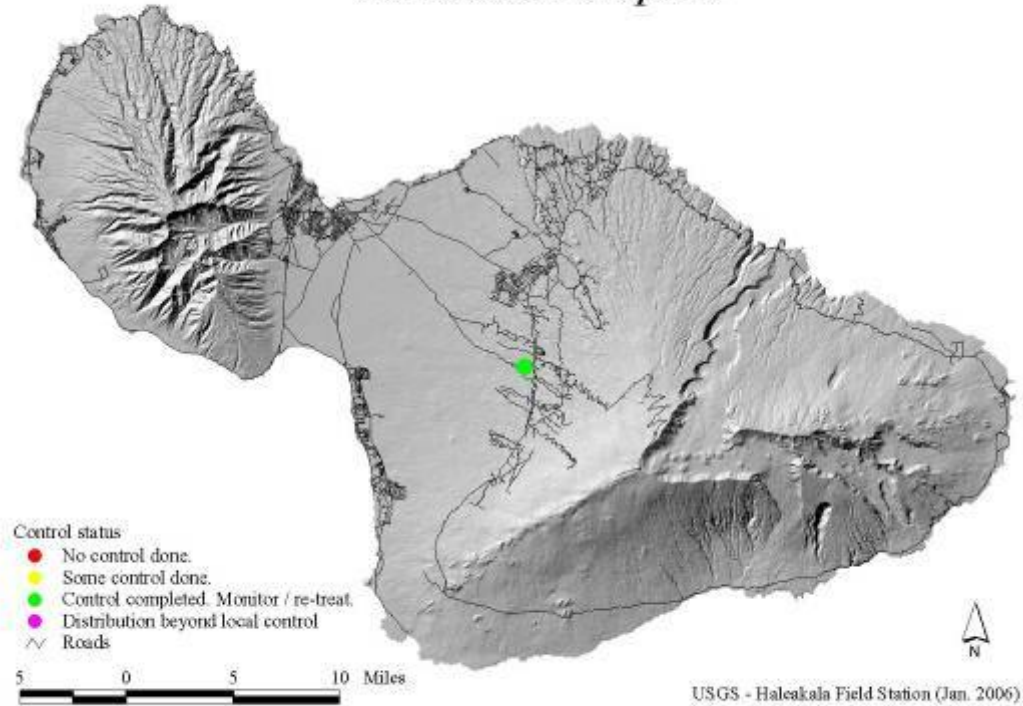 Control status
No control done.
Some control done.
Control completed. Monitor / re-treat.
Distribution beyond local control
Roads
N
5 0 5 10 Miles
USGS - Haleakala Field Station (Jan. 2006)